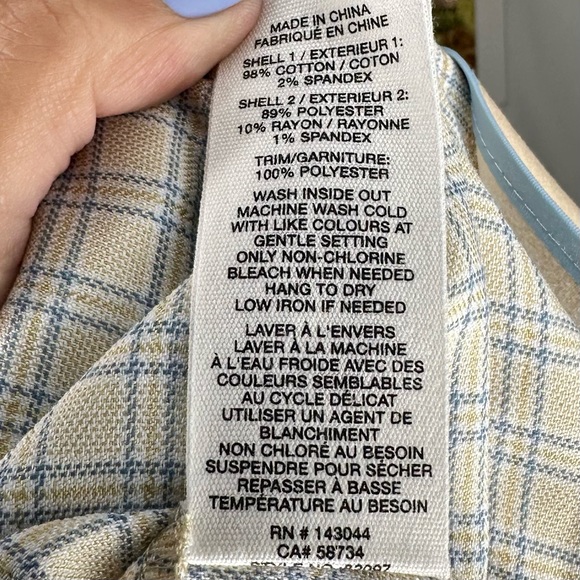 MADE IN CHINA
FABRIQUÉ EN CHINE
SHELL 1 / EXTERIEUR 1:
98% COTTON / COTON
2% SPANDEX
SHELL 2 / EXTERIEUR 2:
89% POLYESTER
10% RAYON / RAYONNE
1% SPANDEX
TRIM/GARNITURE:
100% POLYESTER
WASH INSIDE OUT
MACHINE WASH COLD
WITH LIKE COLOURS AT
GENTLE SETTING
ONLY NON-CHLORINE
BLEACH WHEN NEEDED
HANG TO DRY
LOW IRON IF NEEDED
LAVER À L'ENVERS
LAVER À LA MACHINE
À L'EAU FROIDE AVEC DES
COULEURS SEMBLABLES
AU CYCLE DÉLICAT
UTILISER UN AGENT DE
BLANCHIMENT
NON CHLORÉ AU BESOIN
SUSPENDRE POUR SÉCHER
REPASSER À BASSE
TEMPÉRATURE AU BESOIN
RN # 143044
CA# 58734